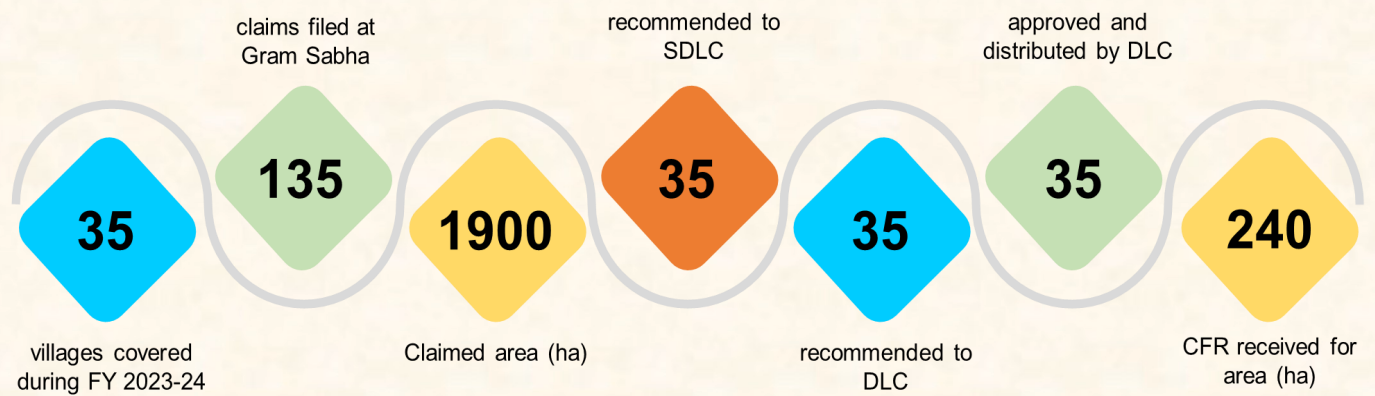 35
villages covered
during FY 2023-24
claims filed at
Gram Sabha
135
1900
Claimed area (ha)
recommended to
SDLC
35
35
recommended to
DLC
approved and
distributed by DLC
35
240
CFR received for
area (ha)